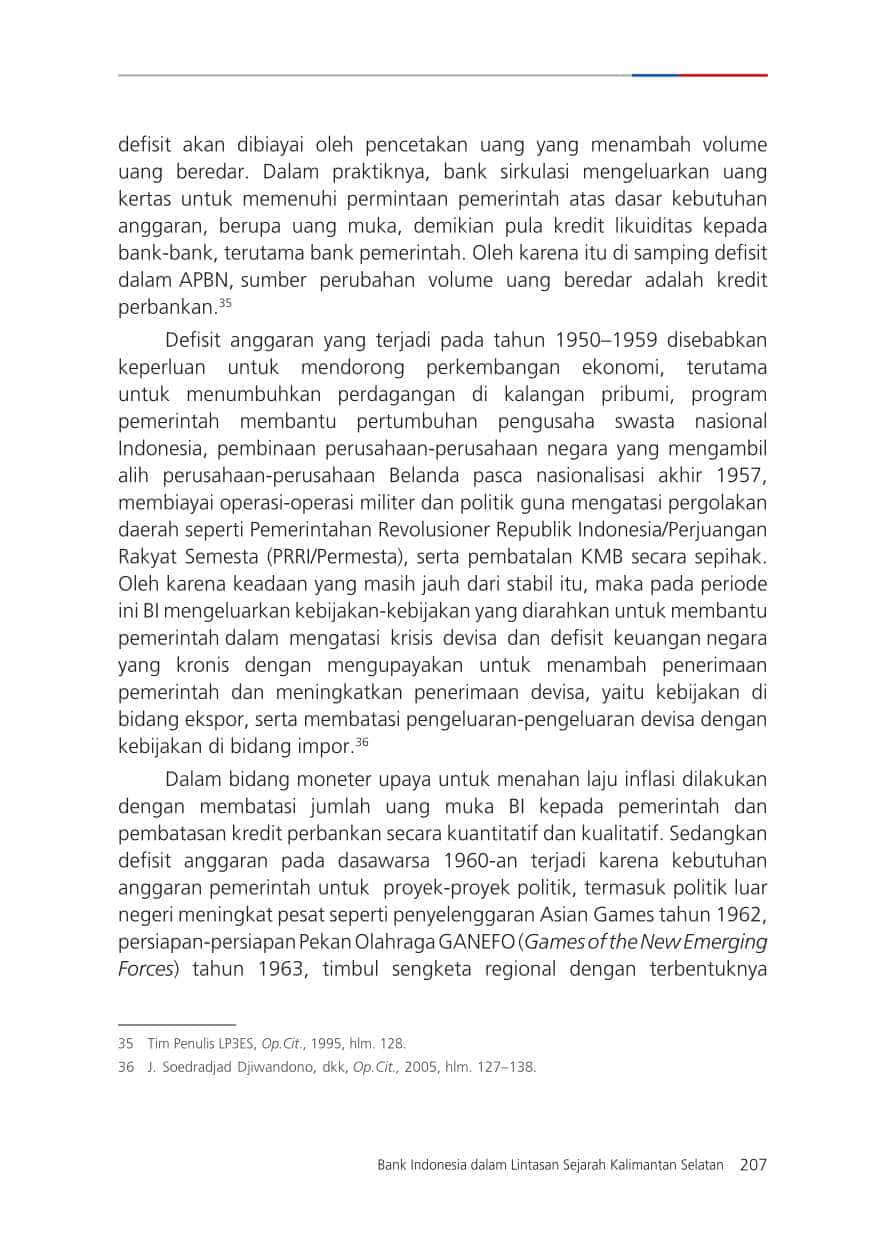 defisit akan dibiayai oleh pencetakan uang yang menambah volume
uang beredar. Dalam praktiknya, bank sirkulasi mengeluarkan uang
kertas untuk memenuhi permintaan pemerintah atas dasar kebutuhan
anggaran, berupa uang muka, demikian pula kredit likuiditas kepada
bank-bank, terutama bank pemerintah. Oleh karena itu di samping defisit
dalam APBN, sumber perubahan volume uang beredar adalah kredit
perbankan.35
Defisit anggaran yang terjadi pada tahun 1950–1959 disebabkan
keperluan untuk mendorong perkembangan ekonomi, terutama
untuk menumbuhkan perdagangan di kalangan pribumi, program
pemerintah membantu pertumbuhan pengusaha swasta nasional
Indonesia, pembinaan perusahaan-perusahaan negara yang mengambil
alih perusahaan-perusahaan Belanda pasca nasionalisasi akhir 1957,
membiayai operasi-operasi militer dan politik guna mengatasi pergolakan
daerah seperti Pemerintahan Revolusioner Republik Indonesia/Perjuangan
Rakyat Semesta (PRRI/Permesta), serta pembatalan KMB secara sepihak.
Oleh karena keadaan yang masih jauh dari stabil itu, maka pada periode
ini BI mengeluarkan kebijakan-kebijakan yang diarahkan untuk membantu
pemerintah dalam mengatasi krisis devisa dan defisit keuangan negara
yang kronis dengan mengupayakan untuk menambah penerimaan
pemerintah dan meningkatkan penerimaan devisa, yaitu kebijakan di
bidang ekspor, serta membatasi pengeluaran-pengeluaran devisa dengan
kebijakan di bidang impor.36
Dalam bidang moneter upaya untuk menahan laju inflasi dilakukan
dengan membatasi jumlah uang muka BI kepada pemerintah dan
pembatasan kredit perbankan secara kuantitatif dan kualitatif. Sedangkan
defisit anggaran pada dasawarsa 1960-an terjadi karena kebutuhan
anggaran pemerintah untuk proyek-proyek politik, termasuk politik luar
negeri meningkat pesat seperti penyelenggaran Asian Games tahun 1962,
persiapan-persiapan Pekan Olahraga GANEFO (Games of the New Emerging
Forces) tahun 1963, timbul sengketa regional dengan terbentuknya
35 Tim Penulis LP3ES, Op.Cit., 1995, hlm. 128.
36 J. Soedradjad Djiwandono, dkk, Op.Cit., 2005, hlm. 127–138.
Bank Indonesia dalam Lintasan Sejarah Kalimantan Selatan 207